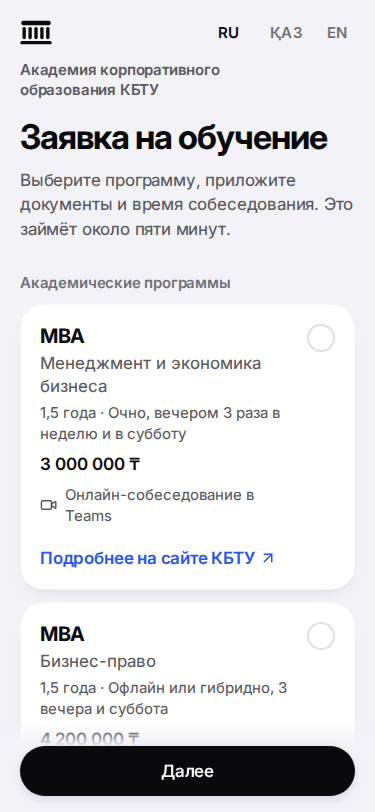 RU ҚАЗ EN
Академия корпоративного
образования КБТУ
Заявка на обучение
Выберите программу, приложите
документы и время собеседования. Это
займёт около пяти минут.
Академические программы
MBA
Менеджмент и экономика
бизнеса
1,5 года · Очно, вечером 3 раза в
неделю и в субботу
3 000 000 ₸
Онлайн-собеседование в
Teams
Подробнее на сайте КБТУ
MBA
Бизнес-право
1,5 года · Офлайн или гибридно, 3
вечера и суббота
4 200 000 ₸
Далее